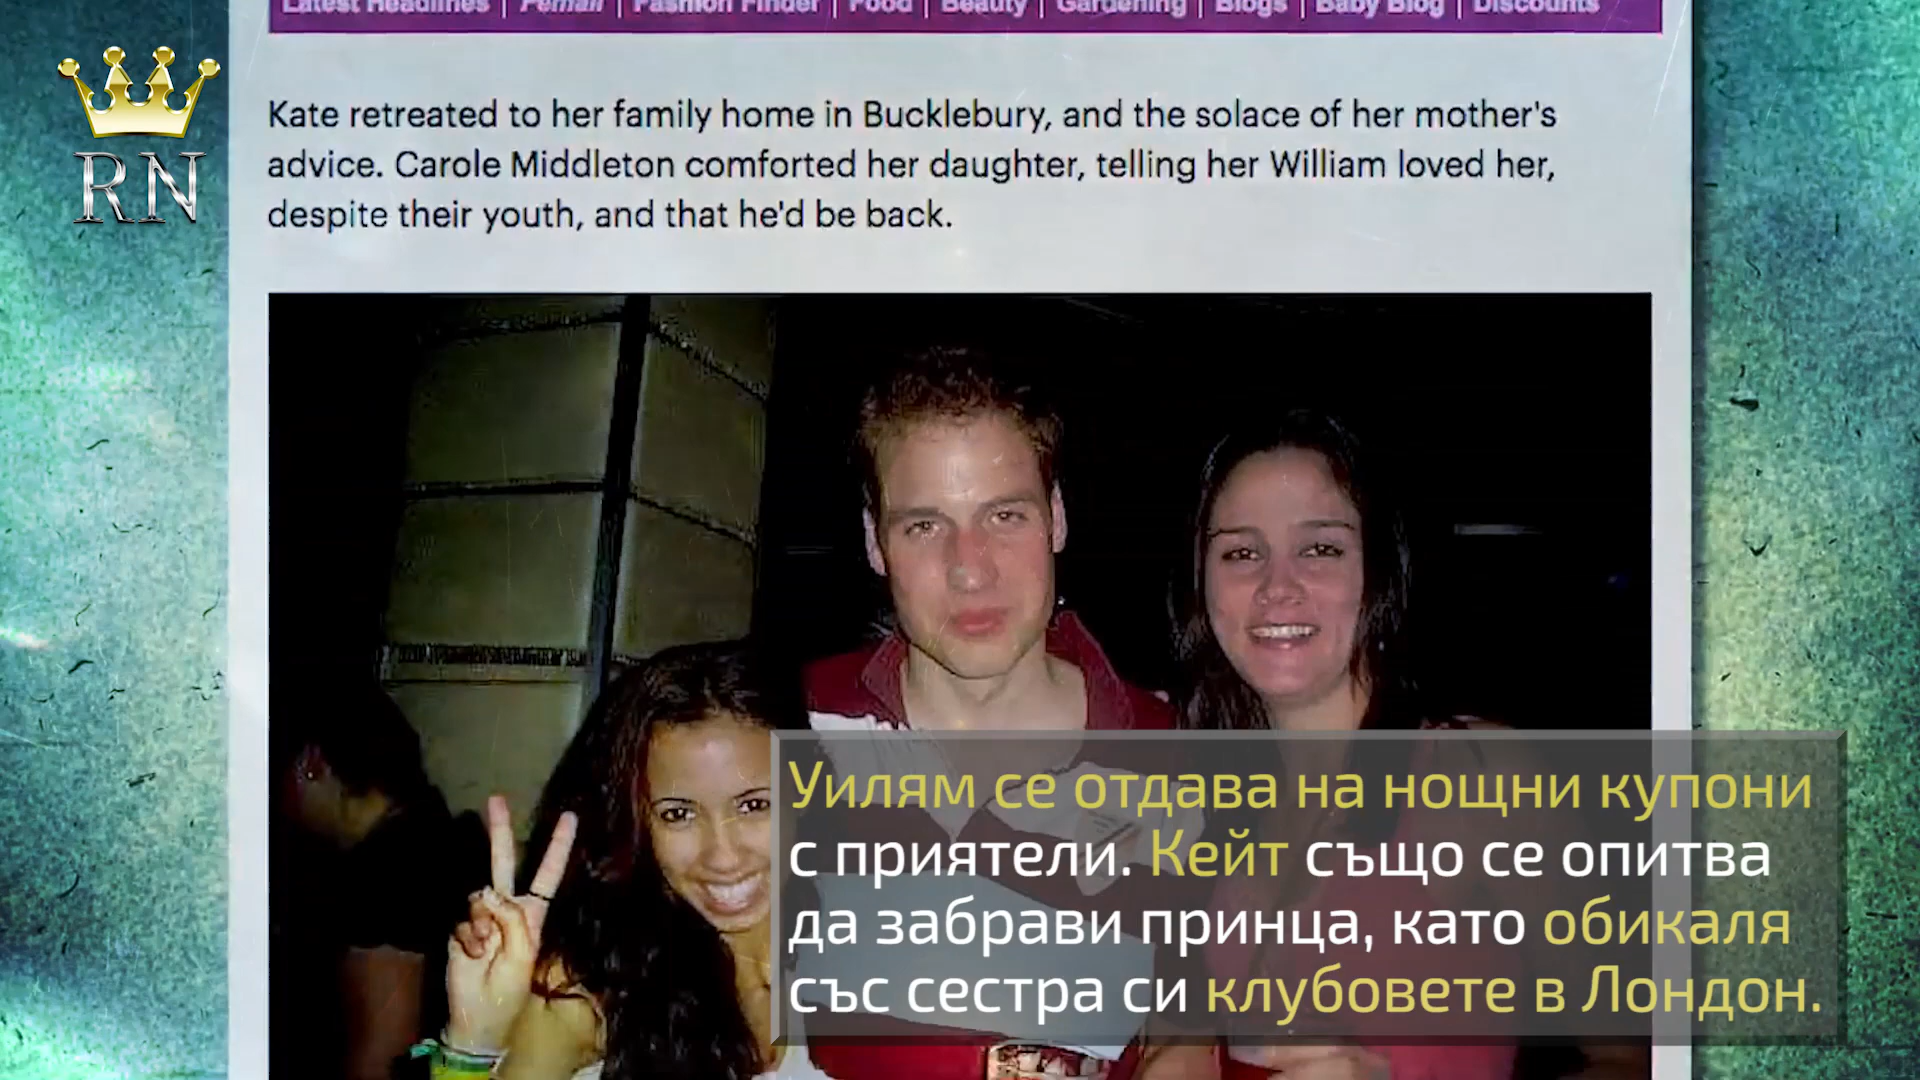 Latest Headlines | Femail | Fashion Finder | Food | Beauty | Gardening | Blogs | Baby Blog | Discounts
RN
Kate retreated to her family home in Bucklebury, and the solace of her mother's
advice. Carole Middleton comforted her daughter, telling her William loved her,
despite their youth, and that he'd be back.
Уилям се отдава на нощни купони
с приятели. Кейт също се опитва
да забрави принца, като обикаля
със сестра си клубовете в Лондон.